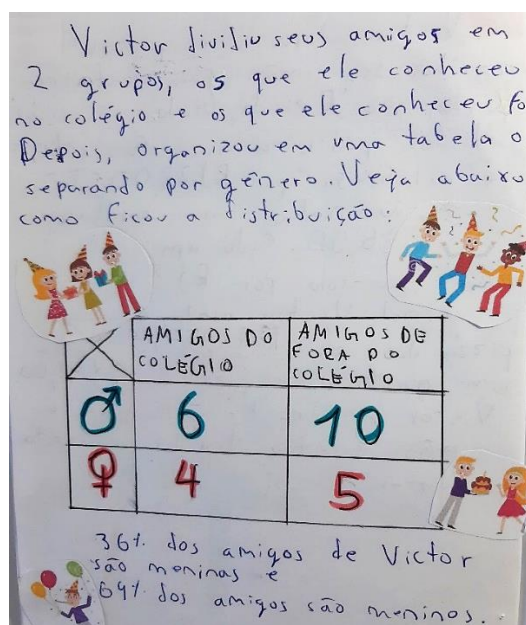 Victor dividiu seus amigos em
2 grupos, os que ele conheceu
no colégio e os que ele conheceu fo
Depois, organizou em uma tabela o
separando por gênero. Veja abaixo
como ficou a distribuição:
AMIGOS DO COLÉGIO
AMIGOS DE FORA DO COLÉGIO
♂ 6 10
♀ 4 5
36% dos amigos de Victor
são meninas e
69% dos amigos são meninos.